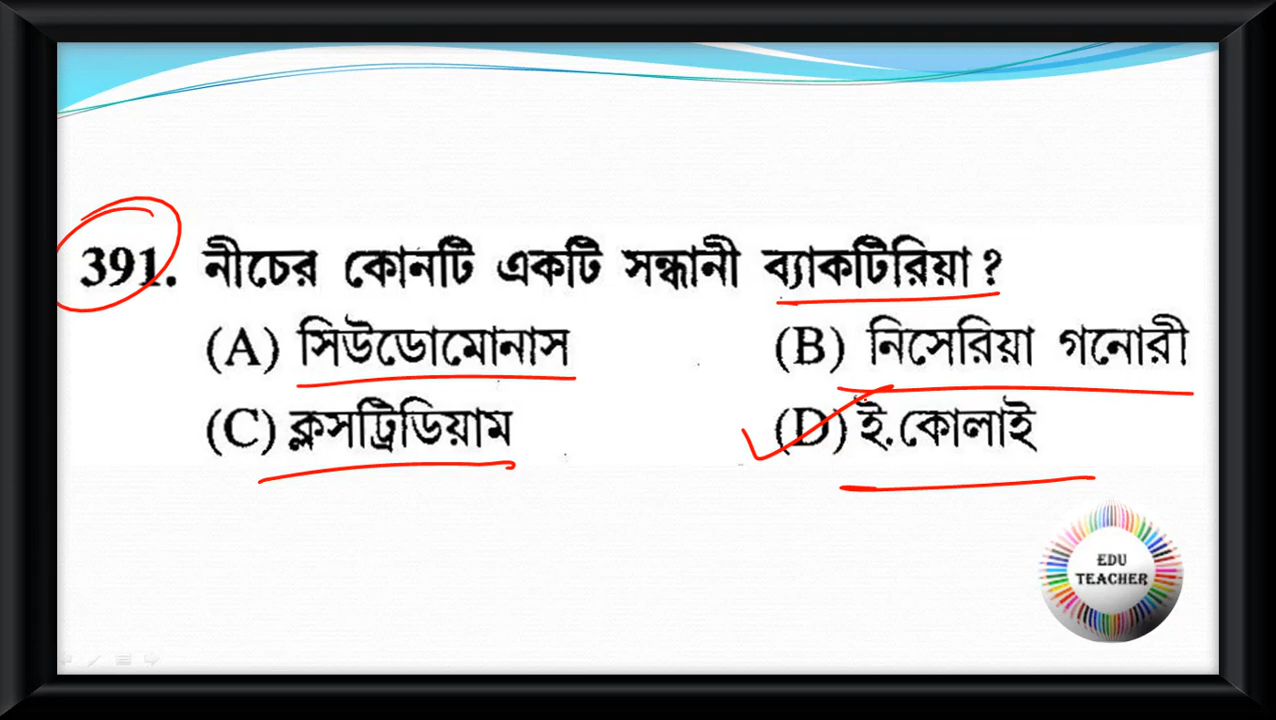 391. নীচের কোনটি একটি সন্ধানী ব্যাকটিরিয়া?
(A) সিউডোমোনাস (B) নিসেরিয়া গনোরী
(C) ক্লসট্রিডিয়াম (D) ই.কোলাই
EDU
TEACHER